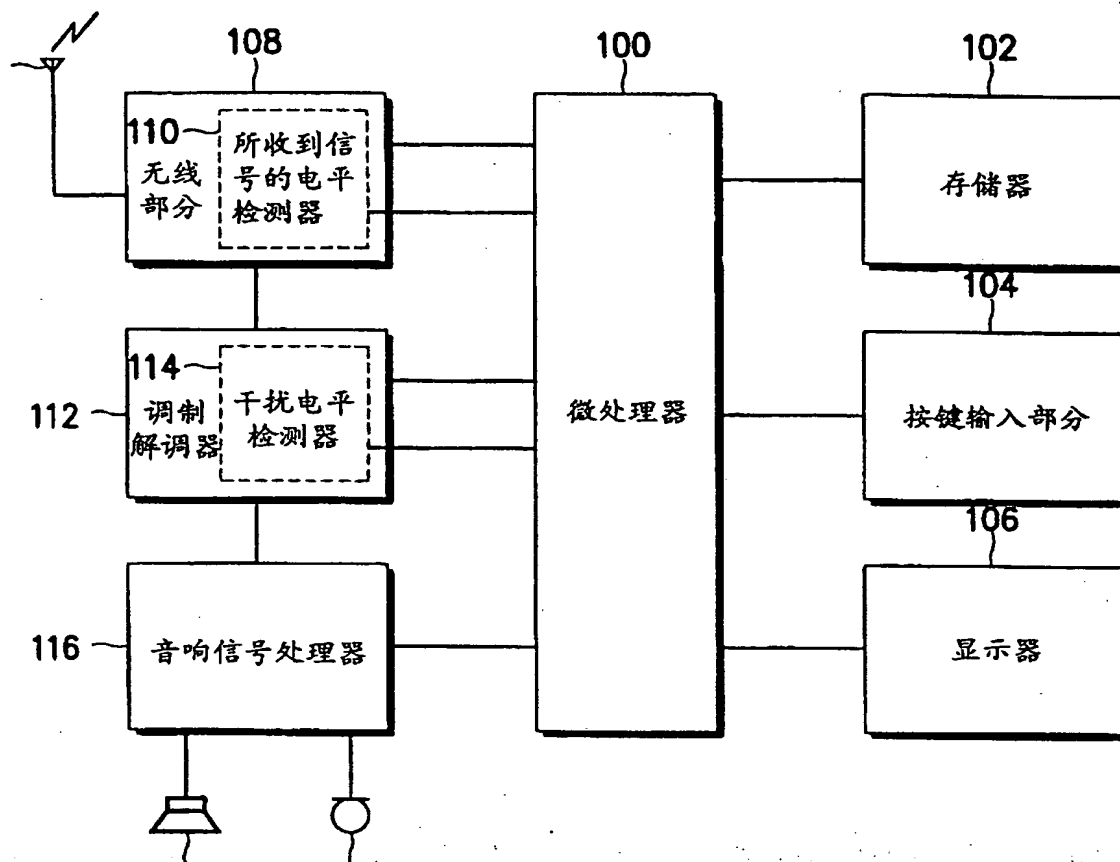 108
100
102
110
所收到信
号的电平
检测器
无线
部分
存储器
104
114
干扰电平
检测器
112
调制
解调器
微处理器
按键输入部分
106
116
音响信号处理器
显示器